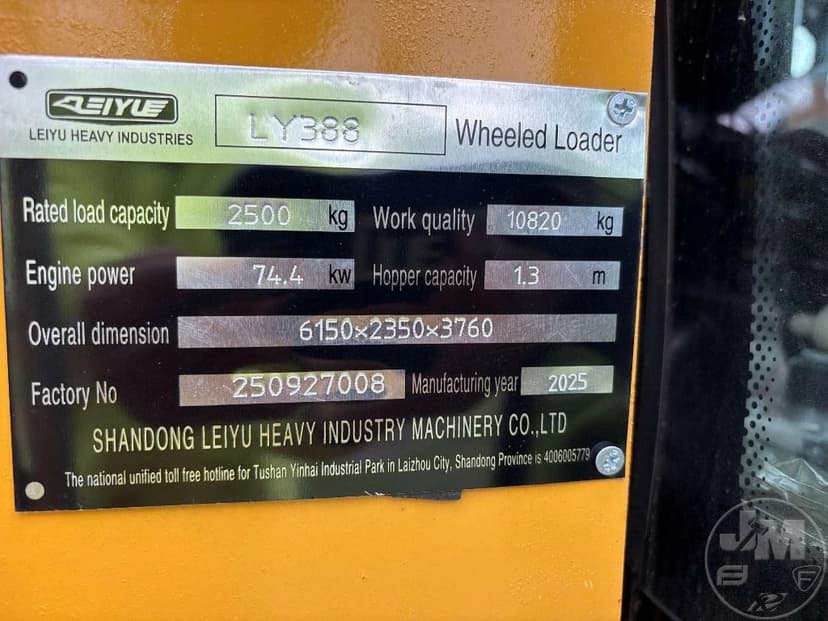 LEIYUE
LEIYU HEAVY INDUSTRIES
LY388
Wheeled Loader
Rated load capacity 2500 kg Work quality 10820 kg
Engine power 74.4 kw Hopper capacity 1.3 m
Overall dimension 6150×2350×3760
Factory No 250927008 Manufacturing year 2025
SHANDONG LEIYU HEAVY INDUSTRY MACHINERY CO.,LTD
The national unified toll free hotline for Tushan Yinhai Industrial Park in Laizhou City, Shandong Province is 4006005779
JM